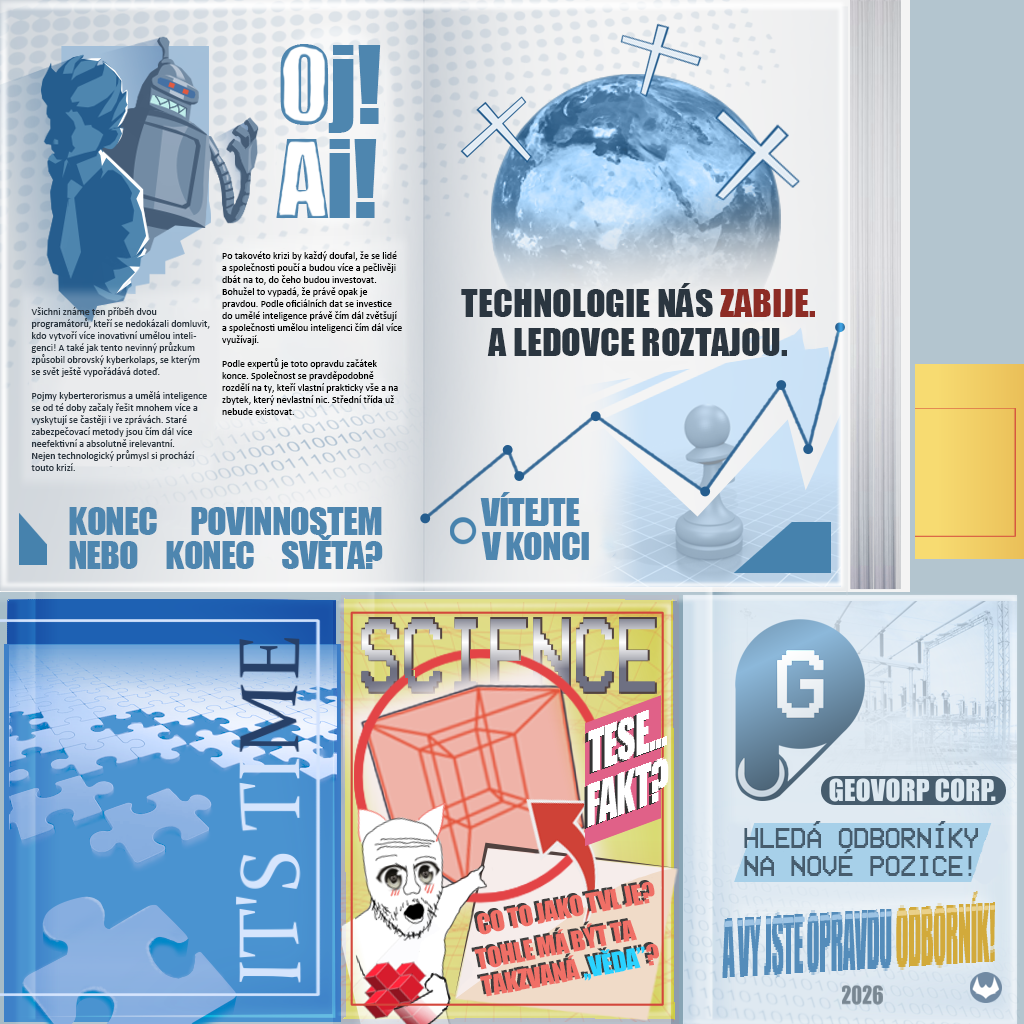 Oj!
Ai!
Všichni známe ten příběh dvou
programátorů, kteří se nedokázali domluvit,
kdo vytvoří více inovativní umělou inteli-
genci! A také jak tento nevinný průzkum
způsobil obrovský kyberkolaps, se kterým
se svět ještě vypořádává doteď.
Pojmy kyberterorismus a umělá inteligence
se od té doby začaly řešit mnohem více a
vyskytují se častěji i ve zprávách. Staré
zabezpečovací metody jsou čím dál více
neefektivní a absolutně irelevantní.
Nejen technologický průmysl si prochází
touto krizí.
Po takovéto krizi by každý doufal, že se lidé
a společnosti poučí a budou více a pečlivěji
dbát na to, do čeho budou investovat.
Bohužel to vypadá, že právě opak je
pravdou. Podle oficiálních dat se investice
do umělé inteligence právě čím dál zvětšují
a společnosti umělou inteligenci čím dál více
využívají.
Podle expertů je toto opravdu začátek
konce. Společnost se pravděpodobně
rozdělí na ty, kteří vlastní prakticky vše a na
zbytek, který nevlastní nic. Střední třída už
nebude existovat.
KONEC POVINNOSTEM
NEBO KONEC SVĚTA?
TECHNOLOGIE NÁS ZABIJE.
A LEDOVCE ROZTAJOU.
VÍTEJTE
V KONCI
IT'S TIME
SCIENCE
TESE...
FAKT?
CO TO JAKO TVL JE?
TOHLE MÁ BÝT TA
TAKZVANÁ „VĚDA“?
G
GEOVORP CORP.
HLEDÁ ODBORNÍKY
NA NOVÉ POZICE!
A VY JSTE OPRAVDU ODBORNÍK!
2026